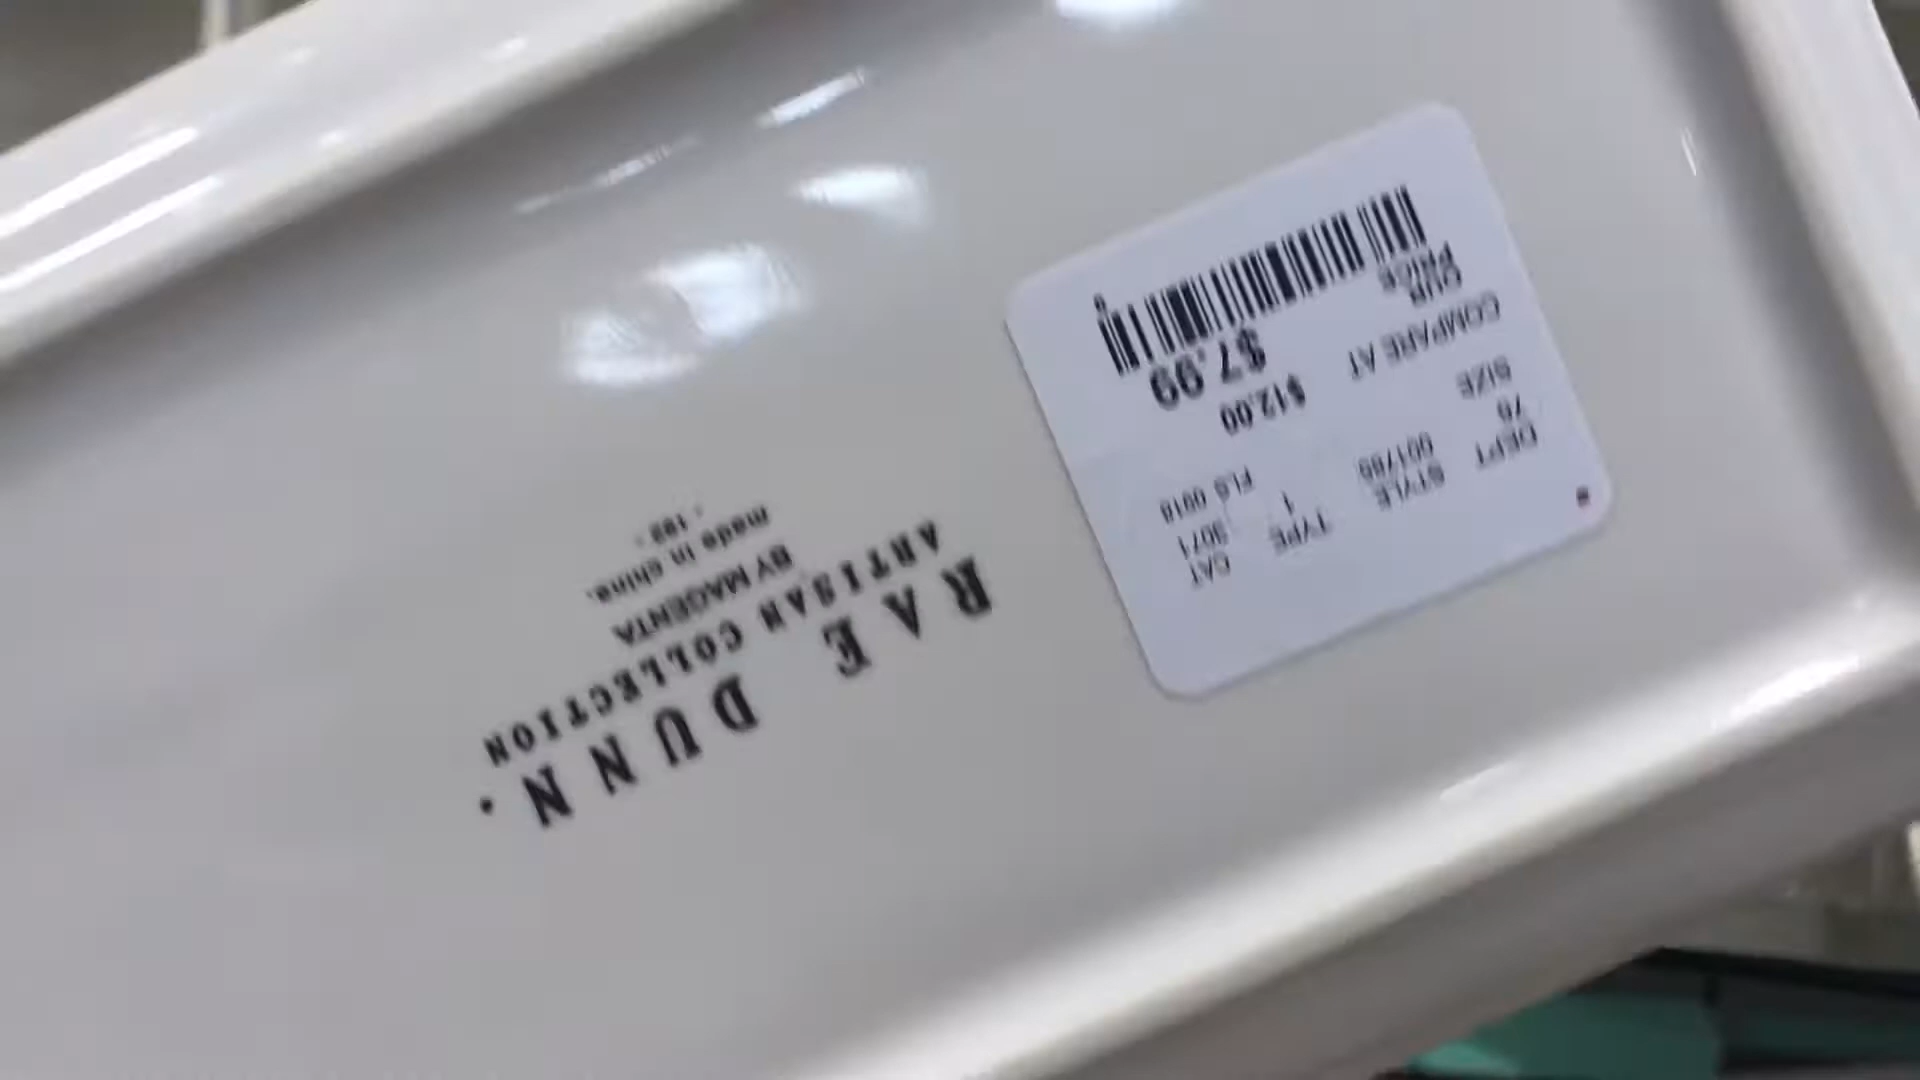 RAE DUNN.
ARTISAN COLLECTION
BY MAGENTA
made in china.
DEPT STYLE TYPE CAT
70 001789 1 3071
SIZE FLS 0918
COMPARE AT $12.00
OUR PRICE $7.99